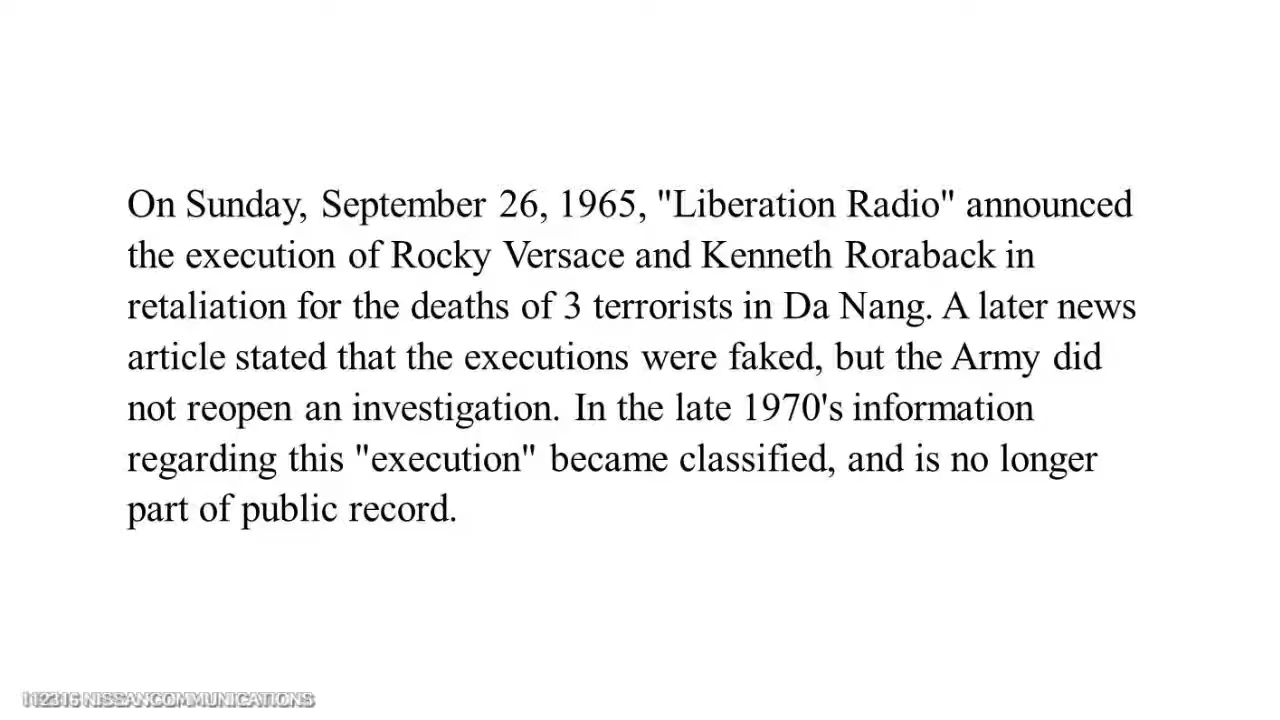 On Sunday, September 26, 1965, "Liberation Radio" announced
the execution of Rocky Versace and Kenneth Roraback in
retaliation for the deaths of 3 terrorists in Da Nang. A later news
article stated that the executions were faked, but the Army did
not reopen an investigation. In the late 1970's information
regarding this "execution" became classified, and is no longer
part of public record.
112316 NISSANCOMMUNICATIONS